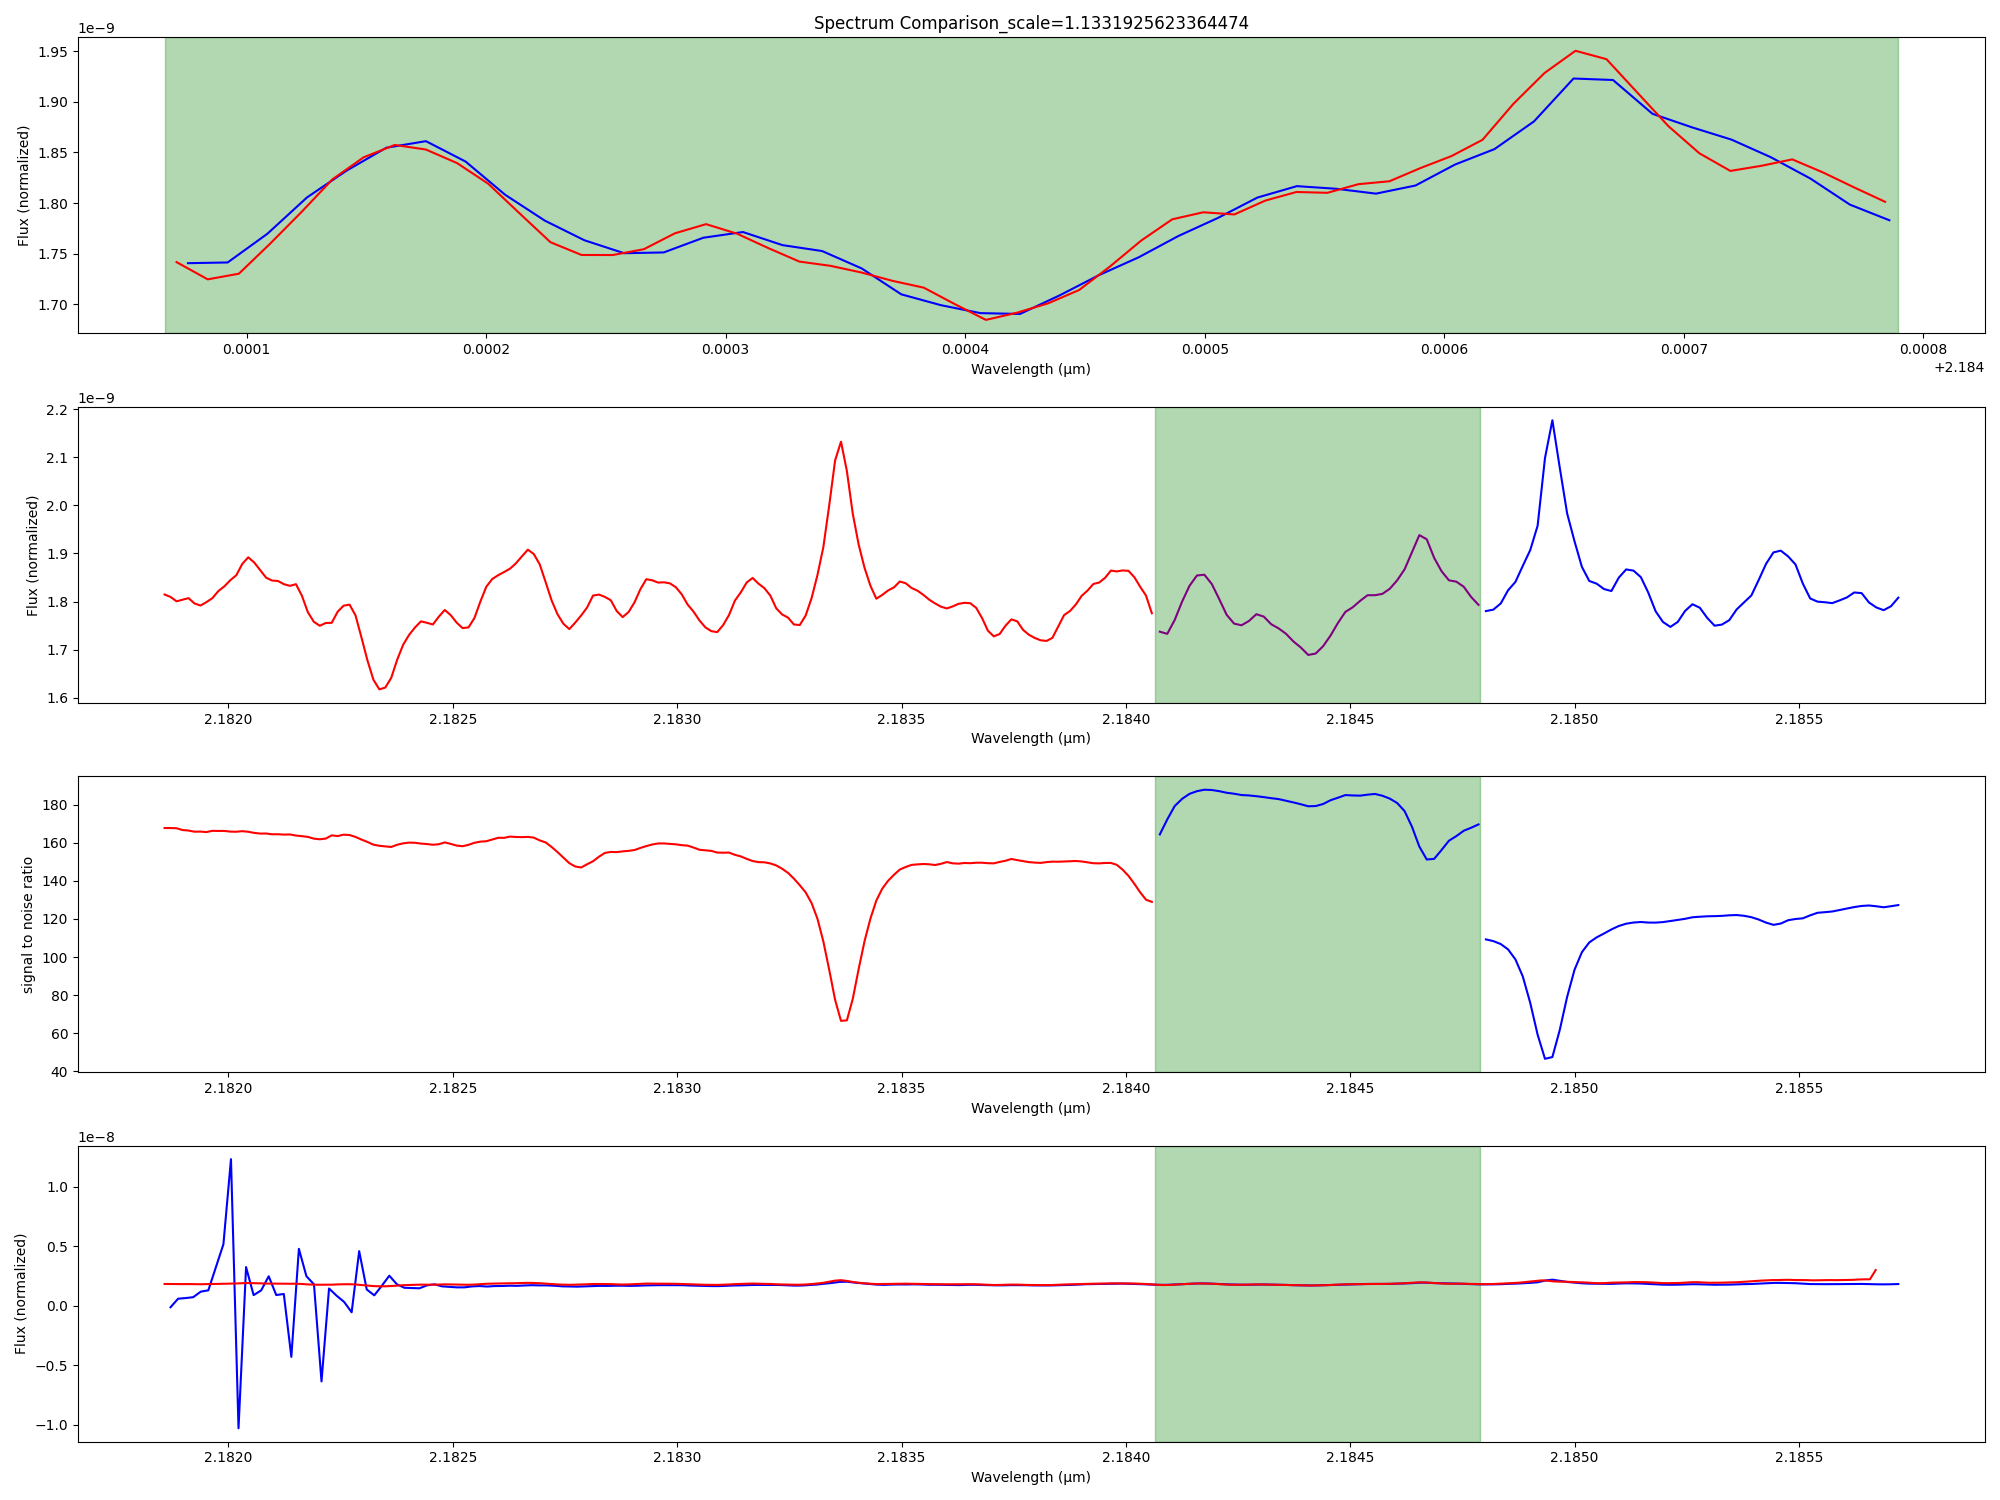 Spectrum Comparison_scale=1.1331925623364474
1e−9
1.95
1.90
1.85
1.80
1.75
1.70
Flux (normalized)
0.0001 0.0002 0.0003 0.0004 0.0005 0.0006 0.0007 0.0008
+2.184
Wavelength (μm)
1e−9
2.2
2.1
2.0
1.9
1.8
1.7
1.6
Flux (normalized)
2.1820 2.1825 2.1830 2.1835 2.1840 2.1845 2.1850 2.1855
Wavelength (μm)
180
160
140
120
100
80
60
40
signal to noise ratio
2.1820 2.1825 2.1830 2.1835 2.1840 2.1845 2.1850 2.1855
Wavelength (μm)
1e−8
1.0
0.5
0.0
−0.5
−1.0
Flux (normalized)
2.1820 2.1825 2.1830 2.1835 2.1840 2.1845 2.1850 2.1855
Wavelength (μm)